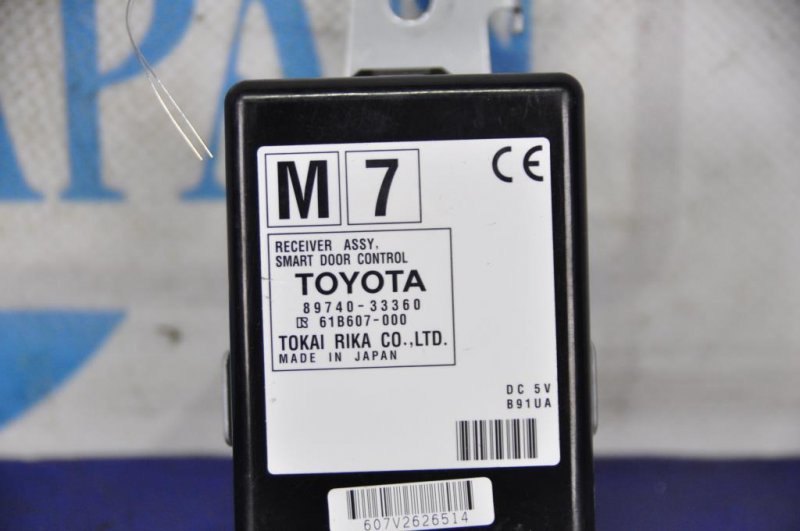 JAPAN
M 7
CE
RECEIVER ASSY,
SMART DOOR CONTROL
TOYOTA
89740-33360
61B607-000
TOKAI RIKA CO.,LTD.
MADE IN JAPAN
DC 5V
B91UA
607V2626514